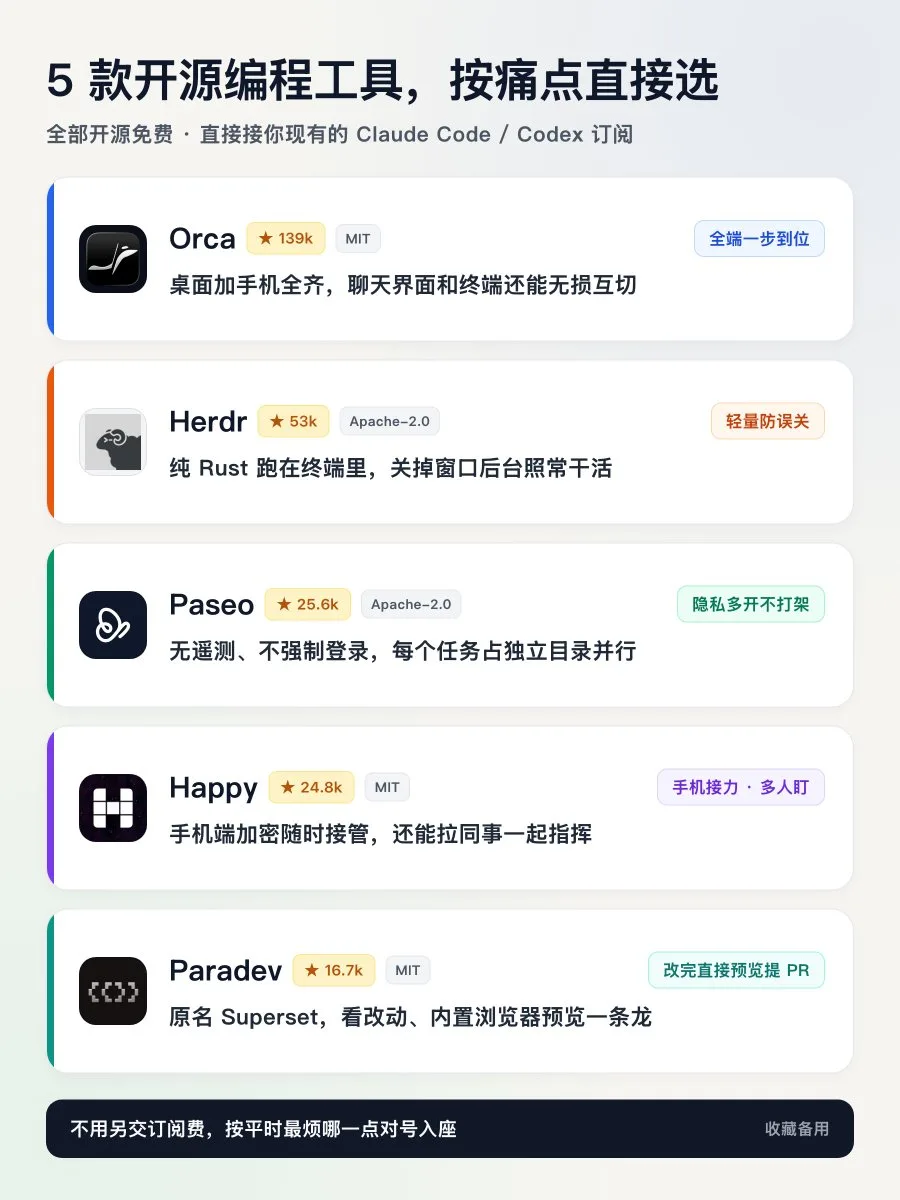 5 款开源编程工具，按痛点直接选
全部开源免费 · 直接接你现有的 Claude Code / Codex 订阅
Orca ★ 139k MIT 全端一步到位
桌面加手机全齐，聊天界面和终端还能无损互切
Herdr ★ 53k Apache-2.0 轻量防误关
纯 Rust 跑在终端里，关掉窗口后台照常干活
Paseo ★ 25.6k Apache-2.0 隐私多开不打架
无遥测、不强制登录，每个任务占独立目录并行
Happy ★ 24.8k MIT 手机接力 · 多人盯
手机端加密随时接管，还能拉同事一起指挥
Paradev ★ 16.7k MIT 改完直接预览提 PR
原名 Superset，看改动、内置浏览器预览一条龙
不用另交订阅费，按平时最烦哪一点对号入座 收藏备用